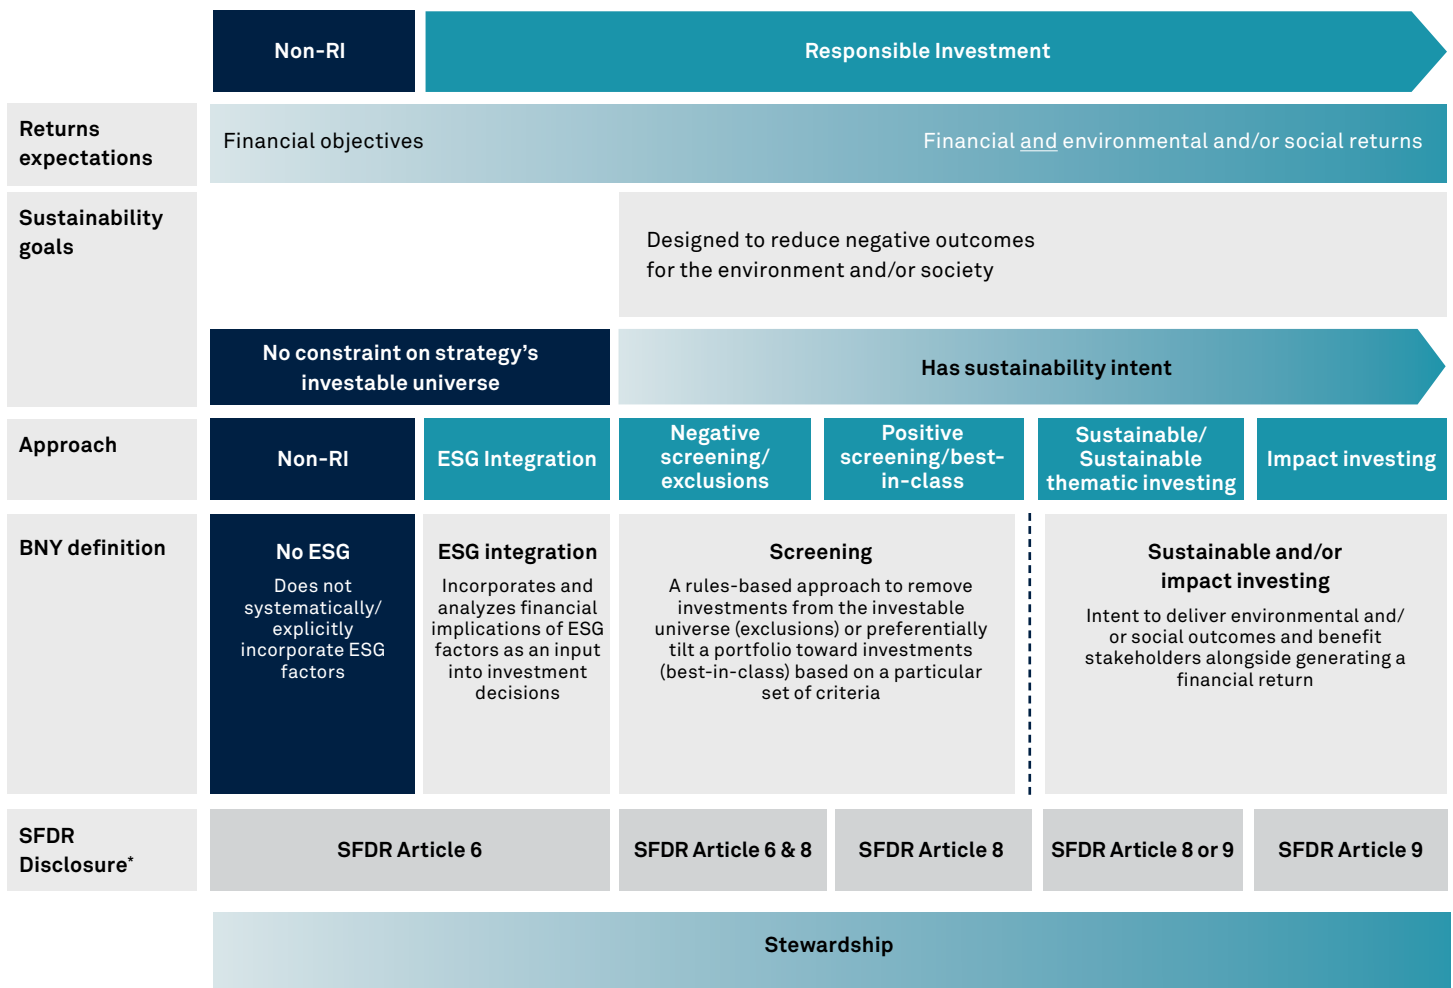 Non-RI
Responsible Investment
Returns
expectations
Financial objectives
Financial and environmental and/or social returns
Sustainability
goals
Designed to reduce negative outcomes
for the environment and/or society
No constraint on strategy's
investable universe
Has sustainability intent
Approach
Non-RI
ESG Integration
Negative
screening/
exclusions
Positive
screening/best-
in-class
Sustainable/
Sustainable
thematic investing
Impact investing
BNY definition
No ESG
Does not
systematically/
explicitly
incorporate ESG
factors
ESG integration
Incorporates and
analyzes financial
implications of ESG
factors as an input
into investment
decisions
Screening
A rules-based approach to remove
investments from the investable
universe (exclusions) or preferentially
tilt a portfolio toward investments
(best-in-class) based on a particular
set of criteria
Sustainable and/or
impact investing
Intent to deliver environmental and/
or social outcomes and benefit
stakeholders alongside generating a
financial return
SFDR
Disclosure*
SFDR Article 6
SFDR Article 6 & 8
SFDR Article 8
SFDR Article 8 or 9
SFDR Article 9
Stewardship